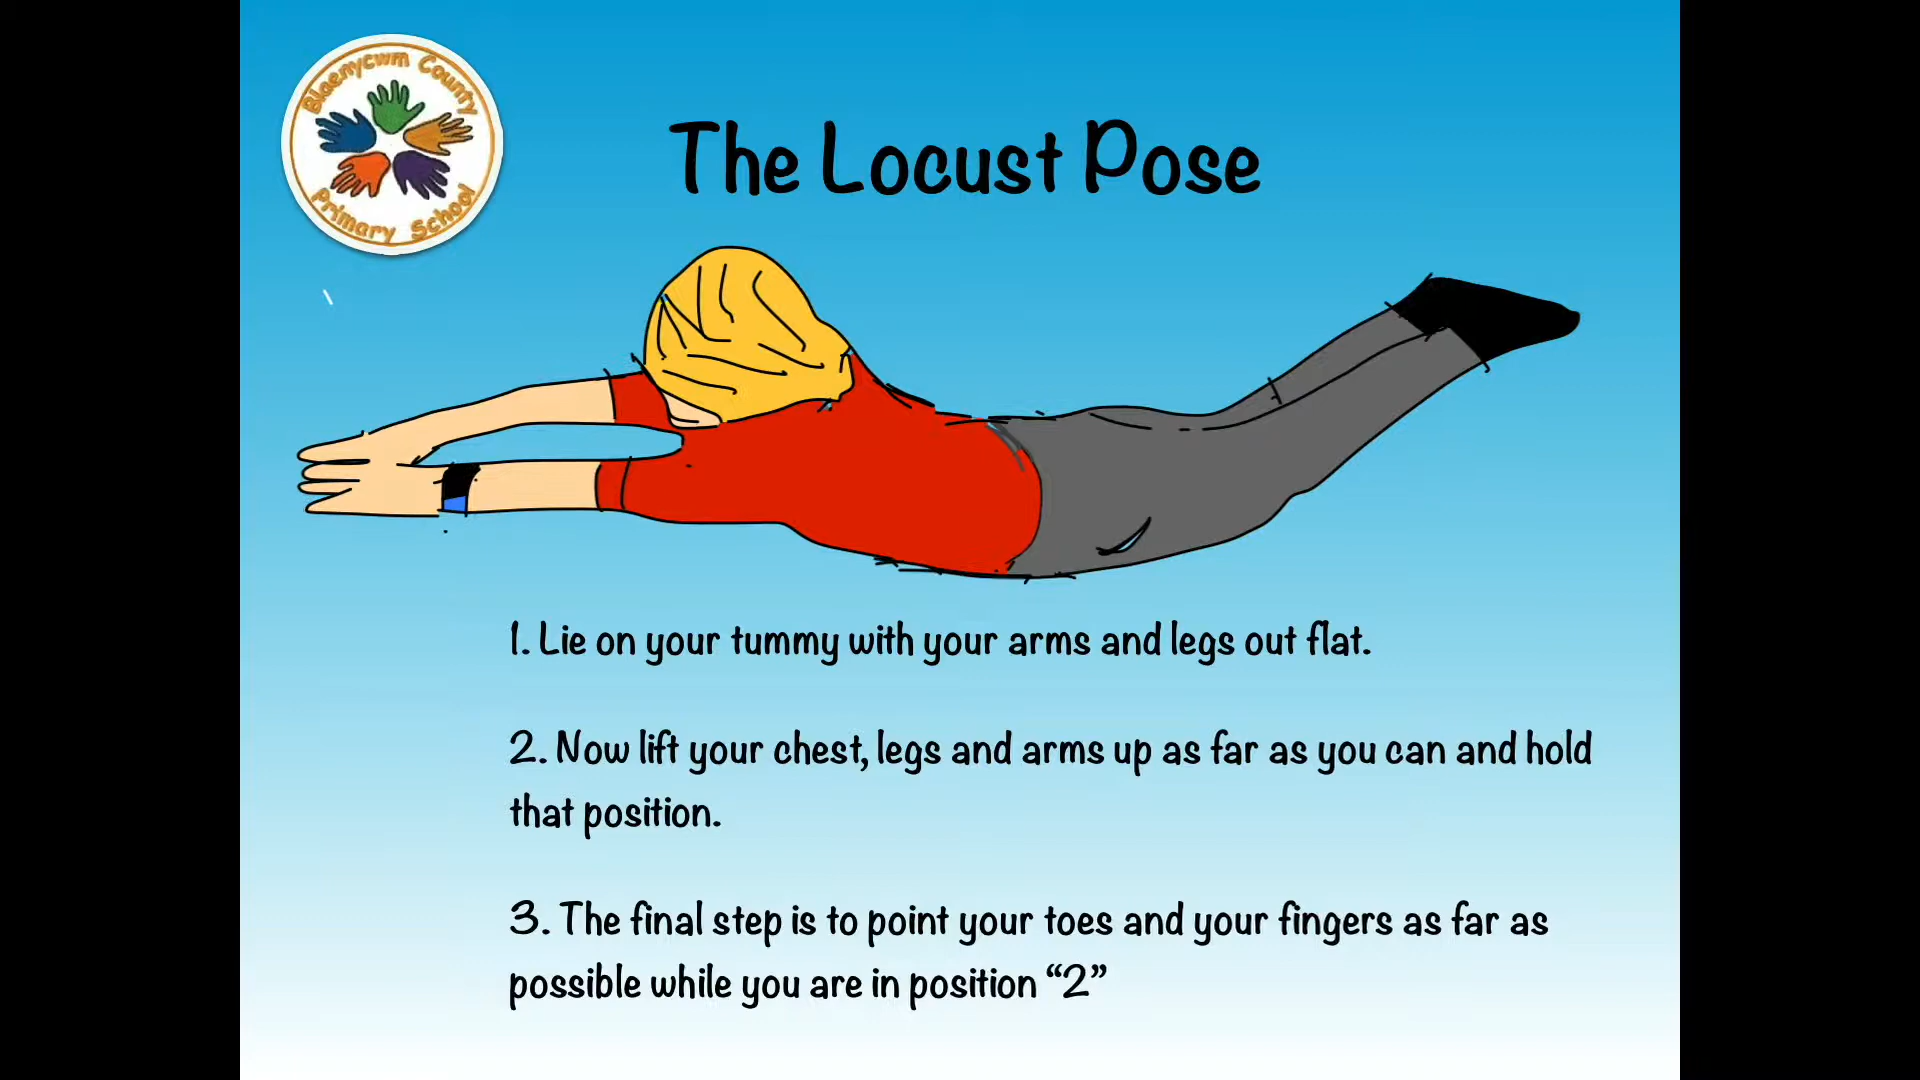 Blaenycwm County
Primary School
The Locust Pose
1. Lie on your tummy with your arms and legs out flat.
2. Now lift your chest, legs and arms up as far as you can and hold
that position.
3. The final step is to point your toes and your fingers as far as
possible while you are in position “2”